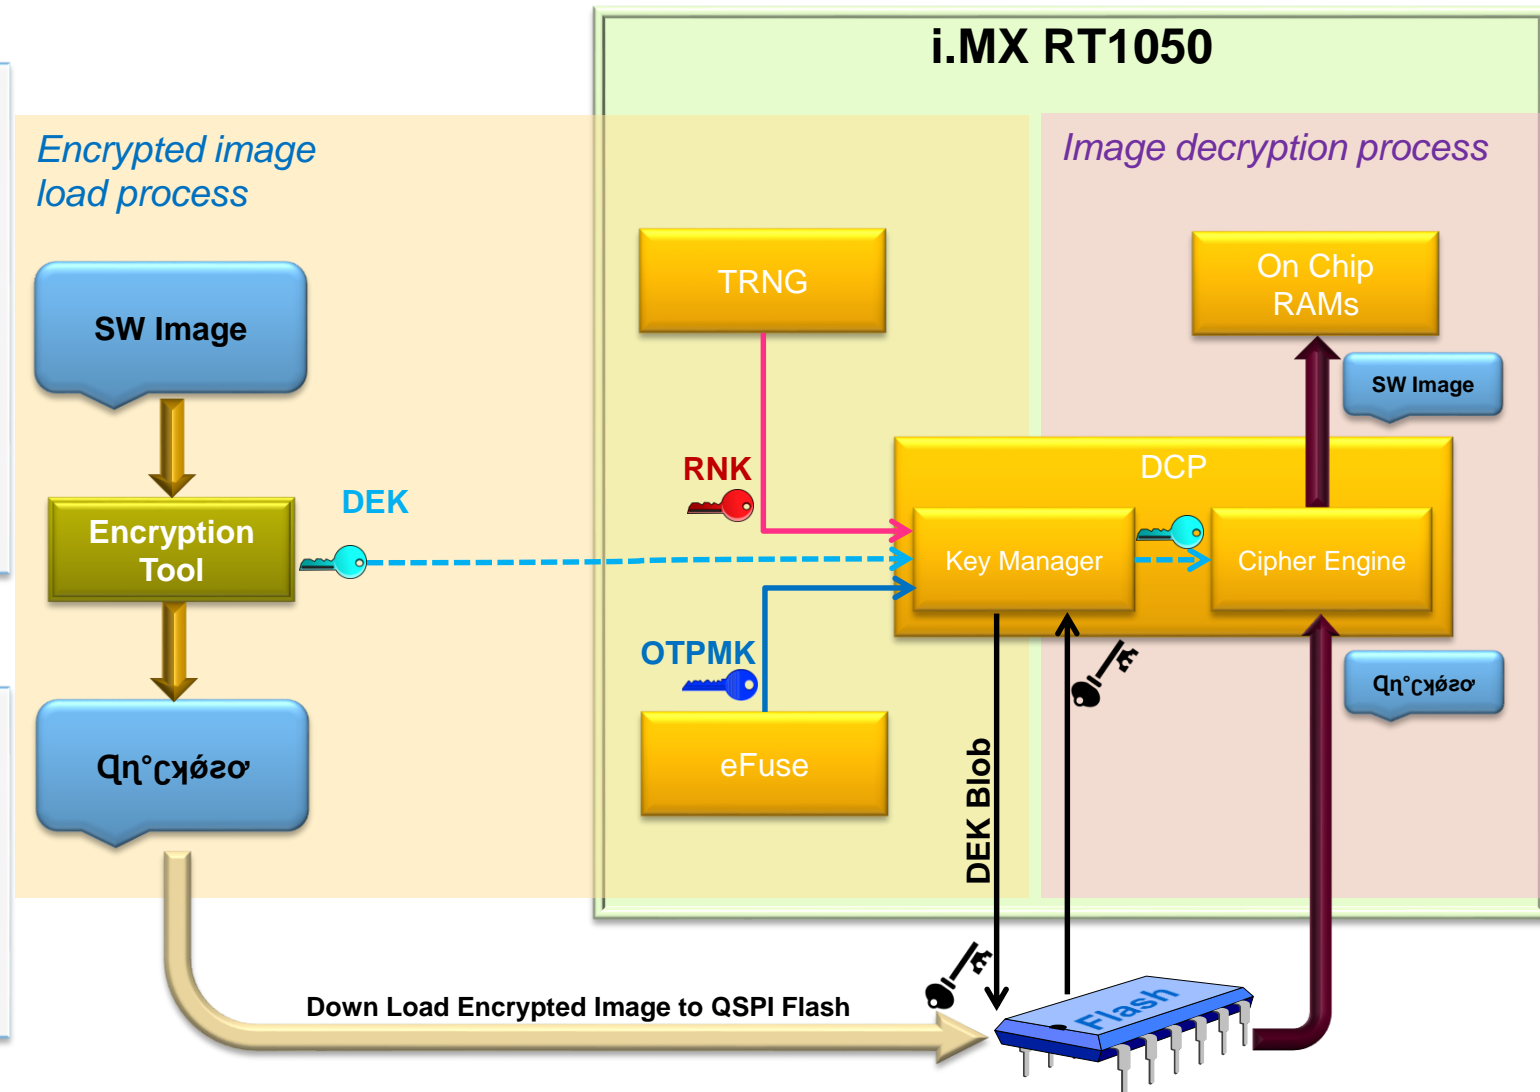 i.MX RT1050
Encrypted image
load process
Image decryption process
SW Image
TRNG
On Chip
RAMs
SW Image
RNK
DCP
DEK
Encryption
Tool
Key Manager
Cipher Engine
OTPMK
eFuse
DEK Blob
Down Load Encrypted Image to QSPI Flash
Flash